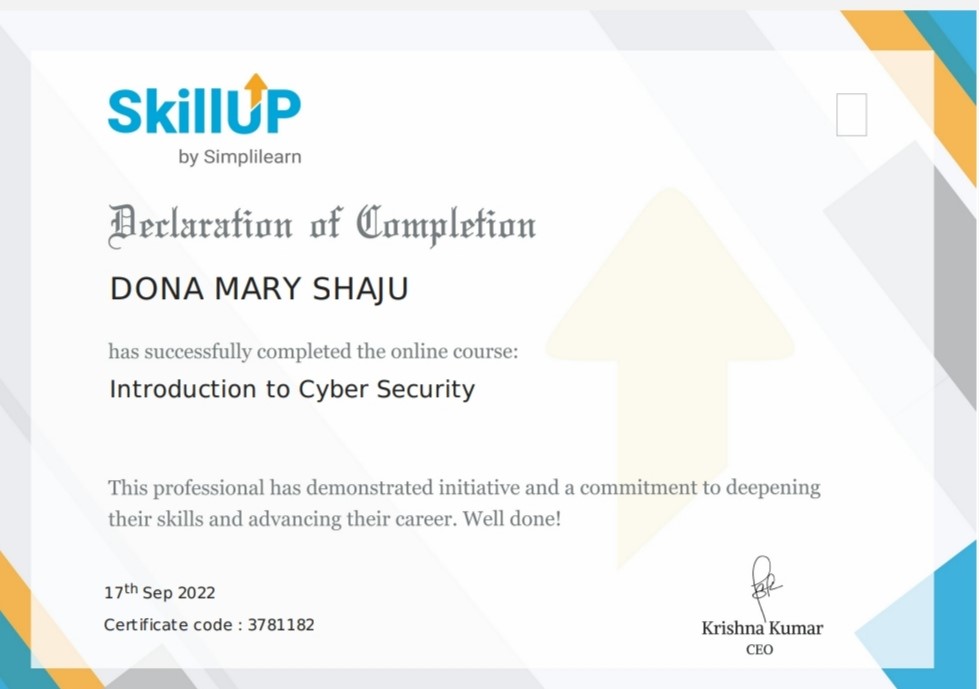 SkillUP
by Simplilearn
Declaration of Completion
DONA MARY SHAJU
has successfully completed the online course:
Introduction to Cyber Security
This professional has demonstrated initiative and a commitment to deepening
their skills and advancing their career. Well done!
17th Sep 2022
Certificate code : 3781182
Krishna Kumar
CEO